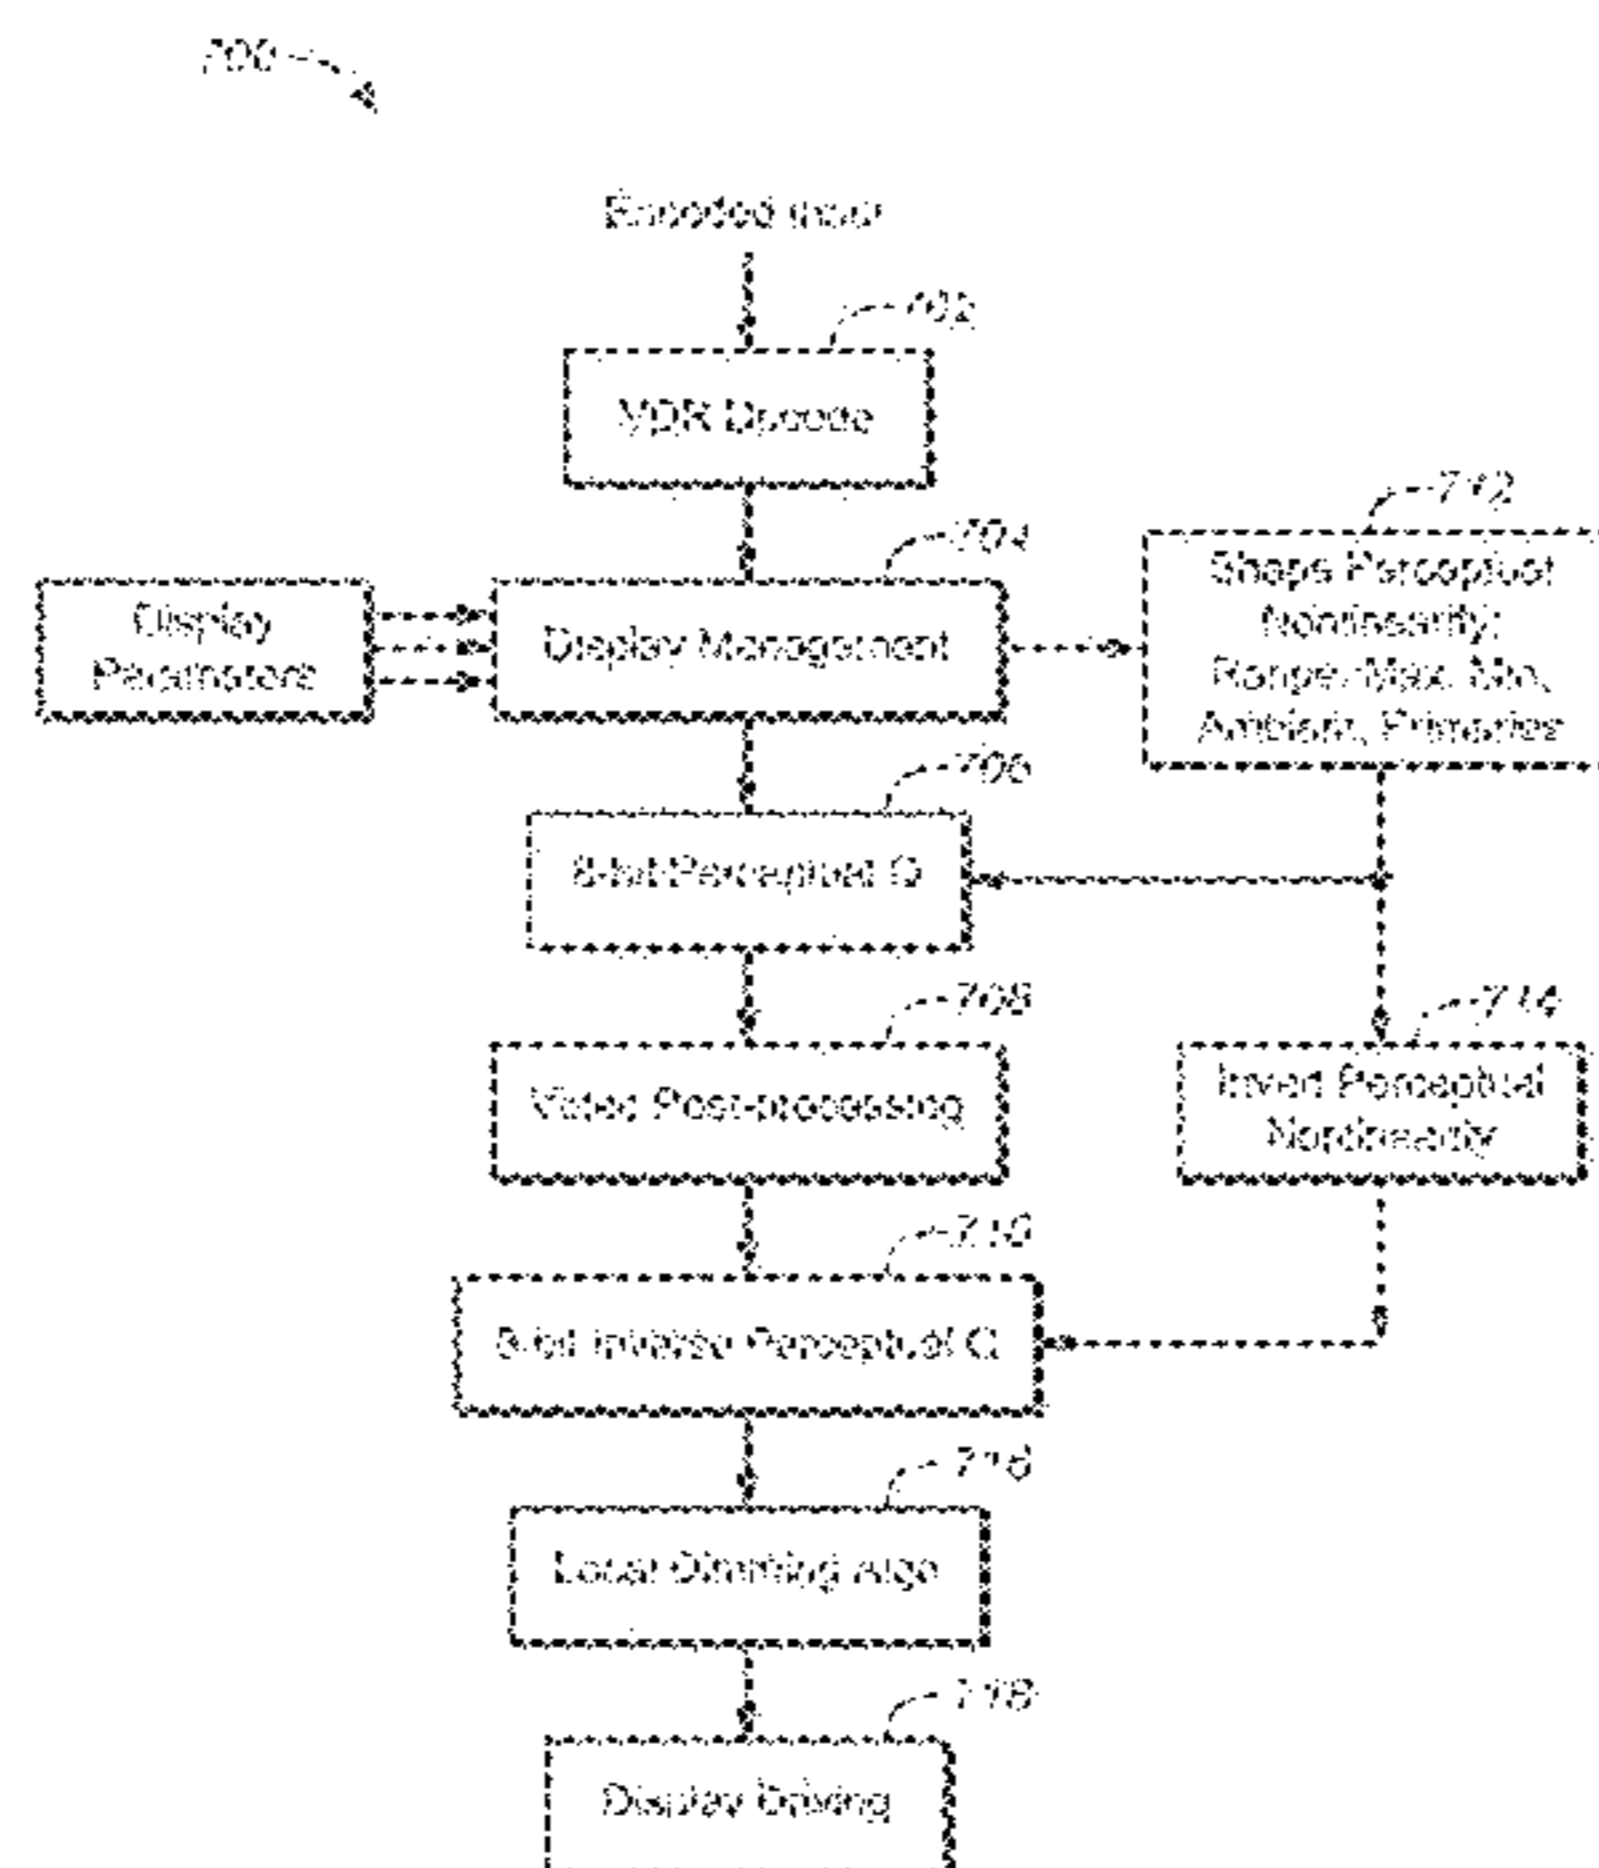 700
Encoded Input
702
VDR Decode
704
Display Management
Display
Parameters
712
Shape Perceptual
Nonlinearity:
Range/Max, Min,
Ambient, Primaries
706
8-bit Perceptual Q
708
Video Post-processing
714
Invert Perceptual
Nonlinearity
710
8-bit Inverse Perceptual Q
716
Local Dimming Algo
718
Display Driving